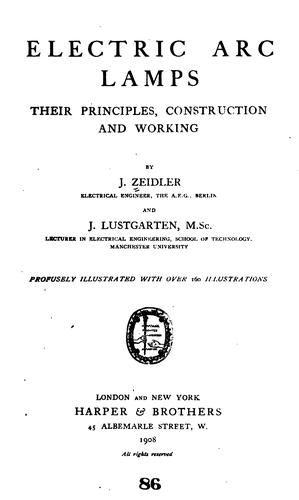 ELECTRIC ARC
LAMPS
THEIR PRINCIPLES, CONSTRUCTION
AND WORKING
BY
J. ZEIDLER
ELECTRICAL ENGINEER, THE A.E.G., BERLIN
AND
J. LUSTGARTEN, M.Sc.
LECTURER IN ELECTRICAL ENGINEERING, SCHOOL OF TECHNOLOGY,
MANCHESTER UNIVERSITY
PROFUSELY ILLUSTRATED WITH OVER 160 ILLUSTRATIONS
LONDON AND NEW YORK
HARPER & BROTHERS
45 ALBEMARLE STREET, W.
1908
All rights reserved
86